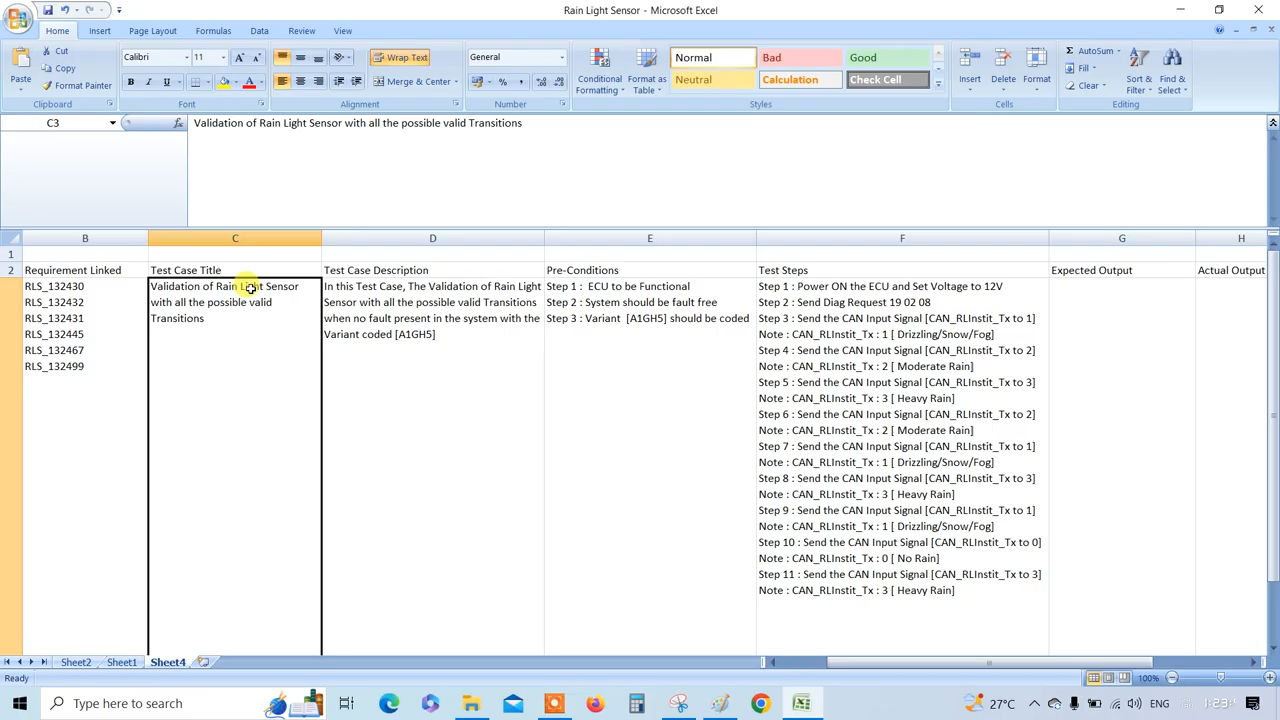 Rain Light Sensor - Microsoft Excel
Home
Insert
Page Layout
Formulas
Data
Review
View
Paste
Cut
Copy
Format Painter
Clipboard
Calibri
11
B I U
Font
Wrap Text
Merge & Center
Alignment
General
Number
Conditional Formatting
Format as Table
Normal
Bad
Good
Neutral
Calculation
Check Cell
Styles
Insert
Delete
Format
Cells
AutoSum
Fill
Clear
Sort & Filter
Find & Select
Editing
C3
fx
Validation of Rain Light Sensor with all the possible valid Transitions
B C D E F G H
1
2
Requirement Linked
RLS_132430
RLS_132432
RLS_132431
RLS_132445
RLS_132467
RLS_132499
Test Case Title
Validation of Rain Light Sensor
with all the possible valid
Transitions
Test Case Description
In this Test Case, The Validation of Rain Light
Sensor with all the possible valid Transitions
when no fault present in the system with the
Variant coded [A1GH5]
Pre-Conditions
Step 1 :  ECU to be Functional
Step 2 : System should be fault free
Step 3 : Variant  [A1GH5] should be coded
Test Steps
Step 1 : Power ON the ECU and Set Voltage to 12V
Step 2 : Send Diag Request 19 02 08
Step 3 : Send the CAN Input Signal [CAN_RLInstit_Tx to 1]
Note : CAN_RLInstit_Tx : 1 [ Drizzling/Snow/Fog]
Step 4 : Send the CAN Input Signal [CAN_RLInstit_Tx to 2]
Note : CAN_RLInstit_Tx : 2 [ Moderate Rain]
Step 5 : Send the CAN Input Signal [CAN_RLInstit_Tx to 3]
Note : CAN_RLInstit_Tx : 3 [ Heavy Rain]
Step 6 : Send the CAN Input Signal [CAN_RLInstit_Tx to 2]
Note : CAN_RLInstit_Tx : 2 [ Moderate Rain]
Step 7 : Send the CAN Input Signal [CAN_RLInstit_Tx to 1]
Note : CAN_RLInstit_Tx : 1 [ Drizzling/Snow/Fog]
Step 8 : Send the CAN Input Signal [CAN_RLInstit_Tx to 3]
Note : CAN_RLInstit_Tx : 3 [ Heavy Rain]
Step 9 : Send the CAN Input Signal [CAN_RLInstit_Tx to 1]
Note : CAN_RLInstit_Tx : 1 [ Drizzling/Snow/Fog]
Step 10 : Send the CAN Input Signal [CAN_RLInstit_Tx to 0]
Note : CAN_RLInstit_Tx : 0 [ No Rain]
Step 11 : Send the CAN Input Signal [CAN_RLInstit_Tx to 3]
Note : CAN_RLInstit_Tx : 3 [ Heavy Rain]
Expected Output
Actual Output
Sheet2
Sheet1
Sheet4
Ready
100%
Type here to search
27°C
ENG